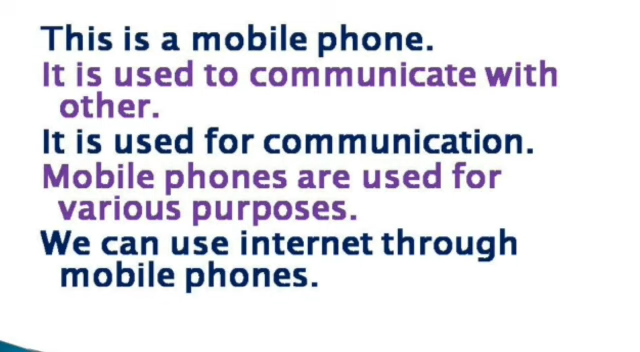 This is a mobile phone.
It is used to communicate with
other.
It is used for communication.
Mobile phones are used for
various purposes.
We can use internet through
mobile phones.